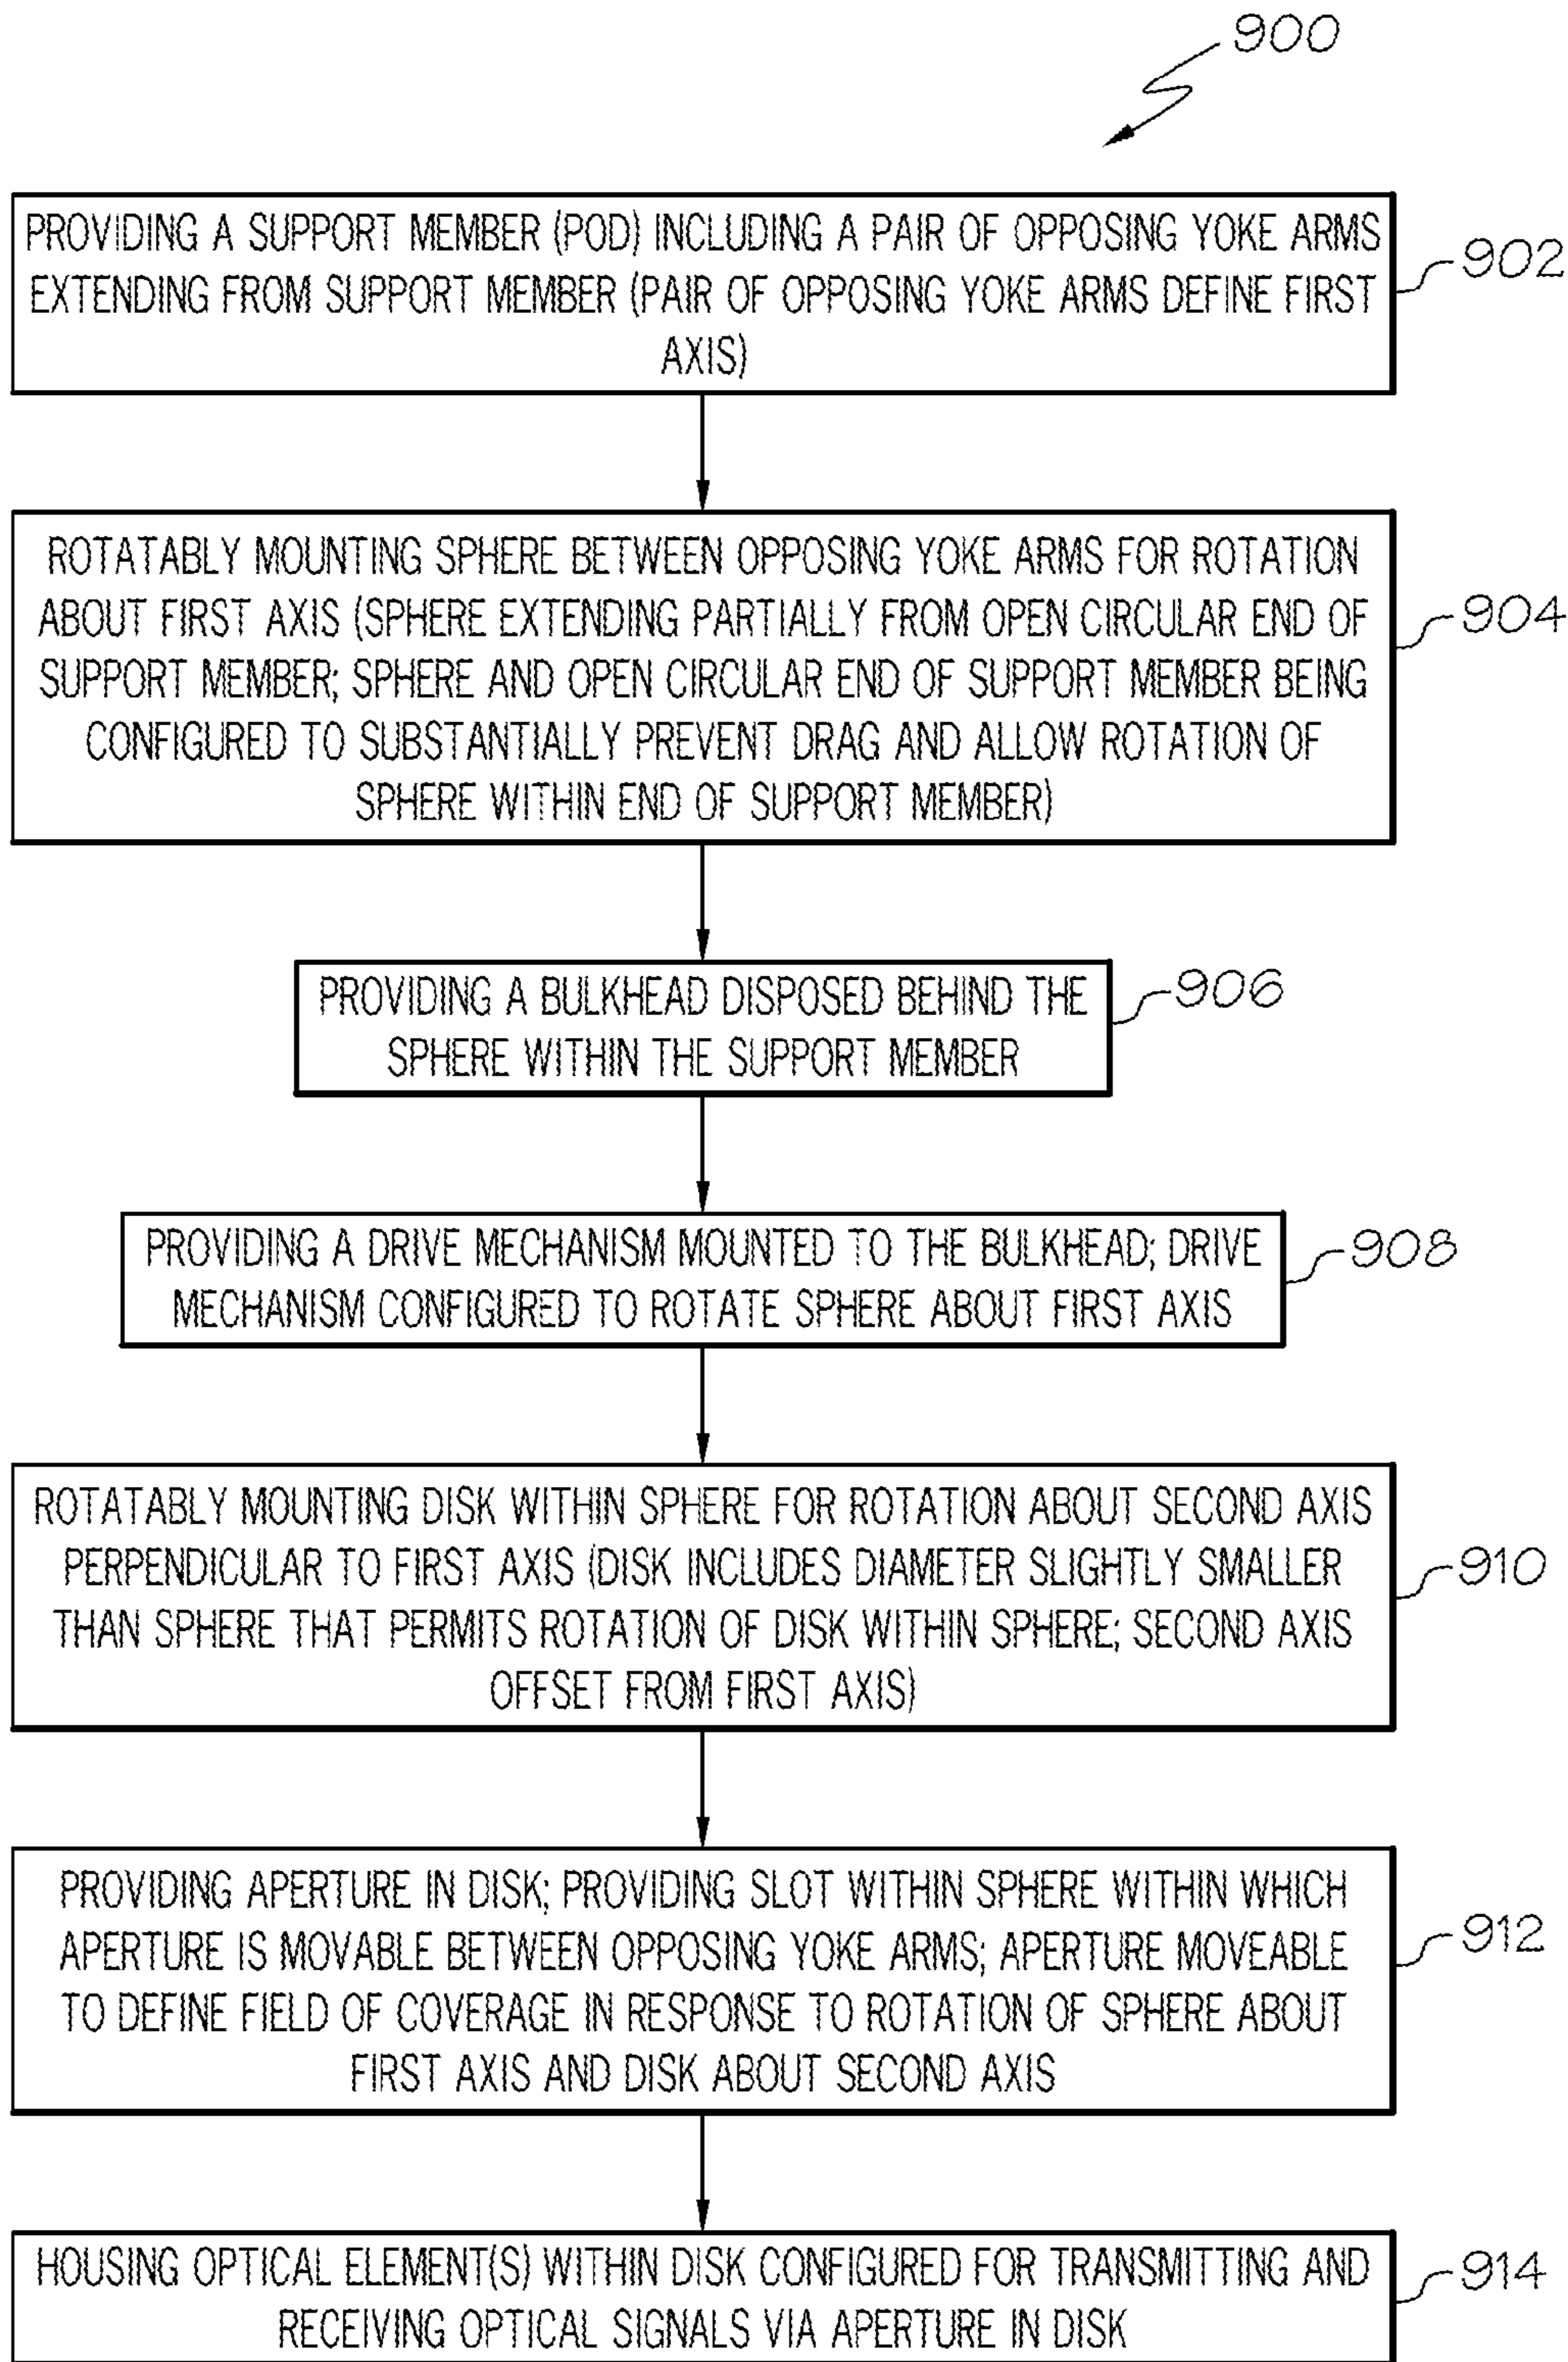 900
PROVIDING A SUPPORT MEMBER (POD) INCLUDING A PAIR OF OPPOSING YOKE ARMS
EXTENDING FROM SUPPORT MEMBER (PAIR OF OPPOSING YOKE ARMS DEFINE FIRST
AXIS)
902
ROTATABLY MOUNTING SPHERE BETWEEN OPPOSING YOKE ARMS FOR ROTATION
ABOUT FIRST AXIS (SPHERE EXTENDING PARTIALLY FROM OPEN CIRCULAR END OF
SUPPORT MEMBER; SPHERE AND OPEN CIRCULAR END OF SUPPORT MEMBER BEING
CONFIGURED TO SUBSTANTIALLY PREVENT DRAG AND ALLOW ROTATION OF
SPHERE WITHIN END OF SUPPORT MEMBER)
904
PROVIDING A BULKHEAD DISPOSED BEHIND THE
SPHERE WITHIN THE SUPPORT MEMBER
906
PROVIDING A DRIVE MECHANISM MOUNTED TO THE BULKHEAD; DRIVE
MECHANISM CONFIGURED TO ROTATE SPHERE ABOUT FIRST AXIS
908
ROTATABLY MOUNTING DISK WITHIN SPHERE FOR ROTATION ABOUT SECOND AXIS
PERPENDICULAR TO FIRST AXIS (DISK INCLUDES DIAMETER SLIGHTLY SMALLER
THAN SPHERE THAT PERMITS ROTATION OF DISK WITHIN SPHERE; SECOND AXIS
OFFSET FROM FIRST AXIS)
910
PROVIDING APERTURE IN DISK; PROVIDING SLOT WITHIN SPHERE WITHIN WHICH
APERTURE IS MOVABLE BETWEEN OPPOSING YOKE ARMS; APERTURE MOVEABLE
TO DEFINE FIELD OF COVERAGE IN RESPONSE TO ROTATION OF SPHERE ABOUT
FIRST AXIS AND DISK ABOUT SECOND AXIS
912
HOUSING OPTICAL ELEMENT(S) WITHIN DISK CONFIGURED FOR TRANSMITTING AND
RECEIVING OPTICAL SIGNALS VIA APERTURE IN DISK
914